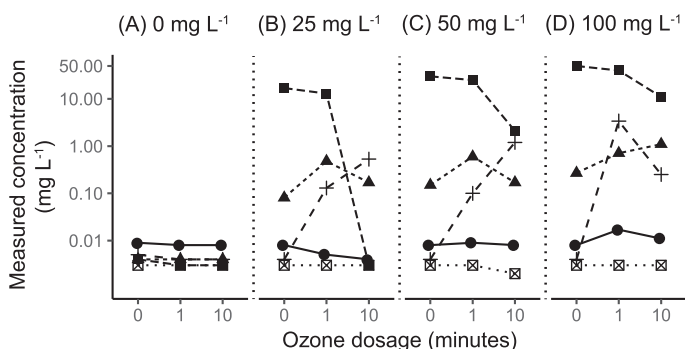 (A) 0 mg L⁻¹ (B) 25 mg L⁻¹ (C) 50 mg L⁻¹ (D) 100 mg L⁻¹
Measured concentration
(mg L⁻¹)
50.00
10.00
1.00
0.10
0.01
0 1 10 0 1 10 0 1 10 0 1 10
Ozone dosage (minutes)